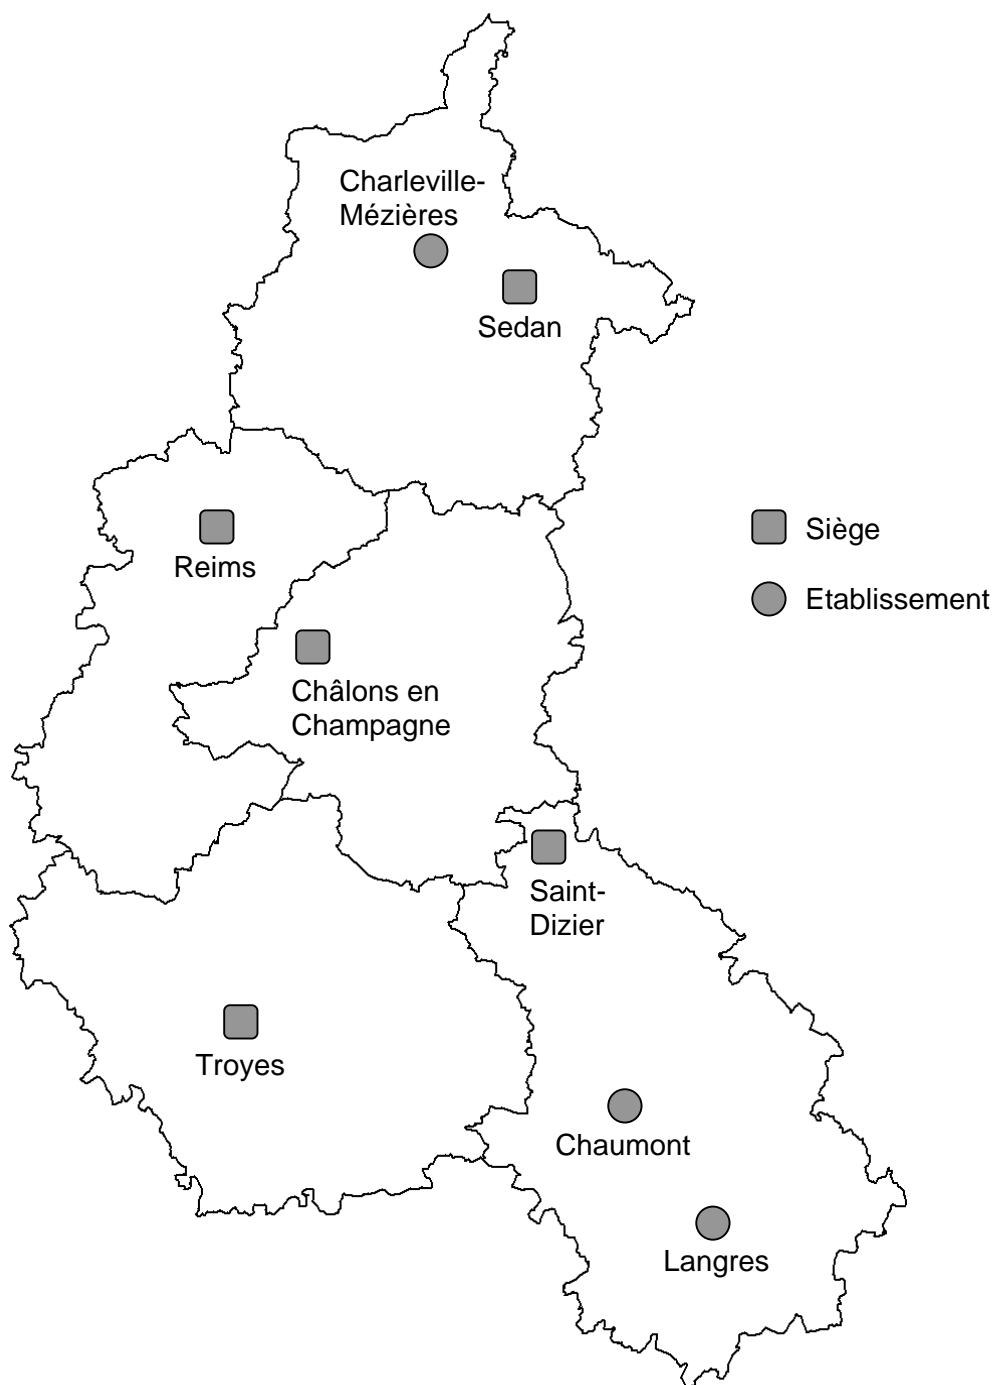 Charleville-
Mézières
Sedan
Siège
Reims
Etablissement
Châlons en
Champagne
Saint-
Dizier
Troyes
Chaumont
Langres